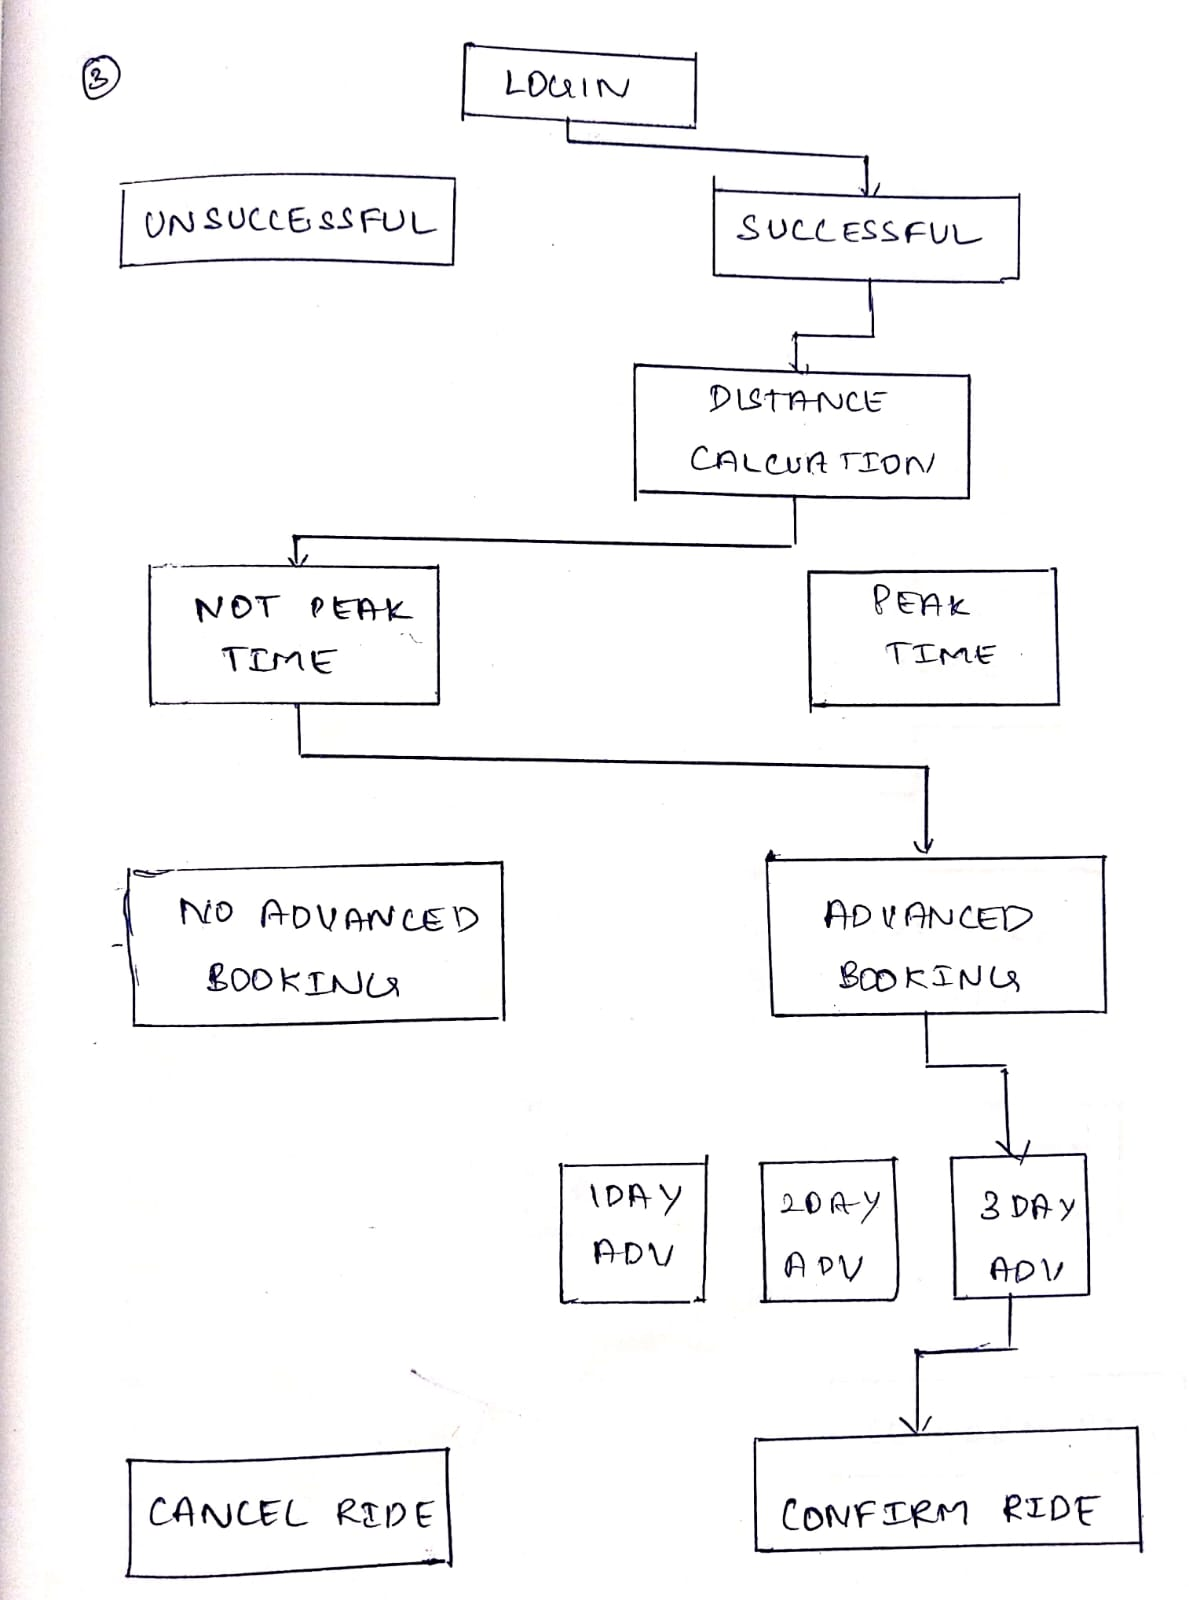 3
LOGIN
UNSUCCESSFUL
SUCCESSFUL
DISTANCE
CALCUATION
NOT PEAK
TIME
PEAK
TIME
NO ADVANCED
BOOKING
ADVANCED
BOOKING
1DAY
ADV
2DAY
ADV
3 DAY
ADV
CANCEL RIDE
CONFIRM RIDE